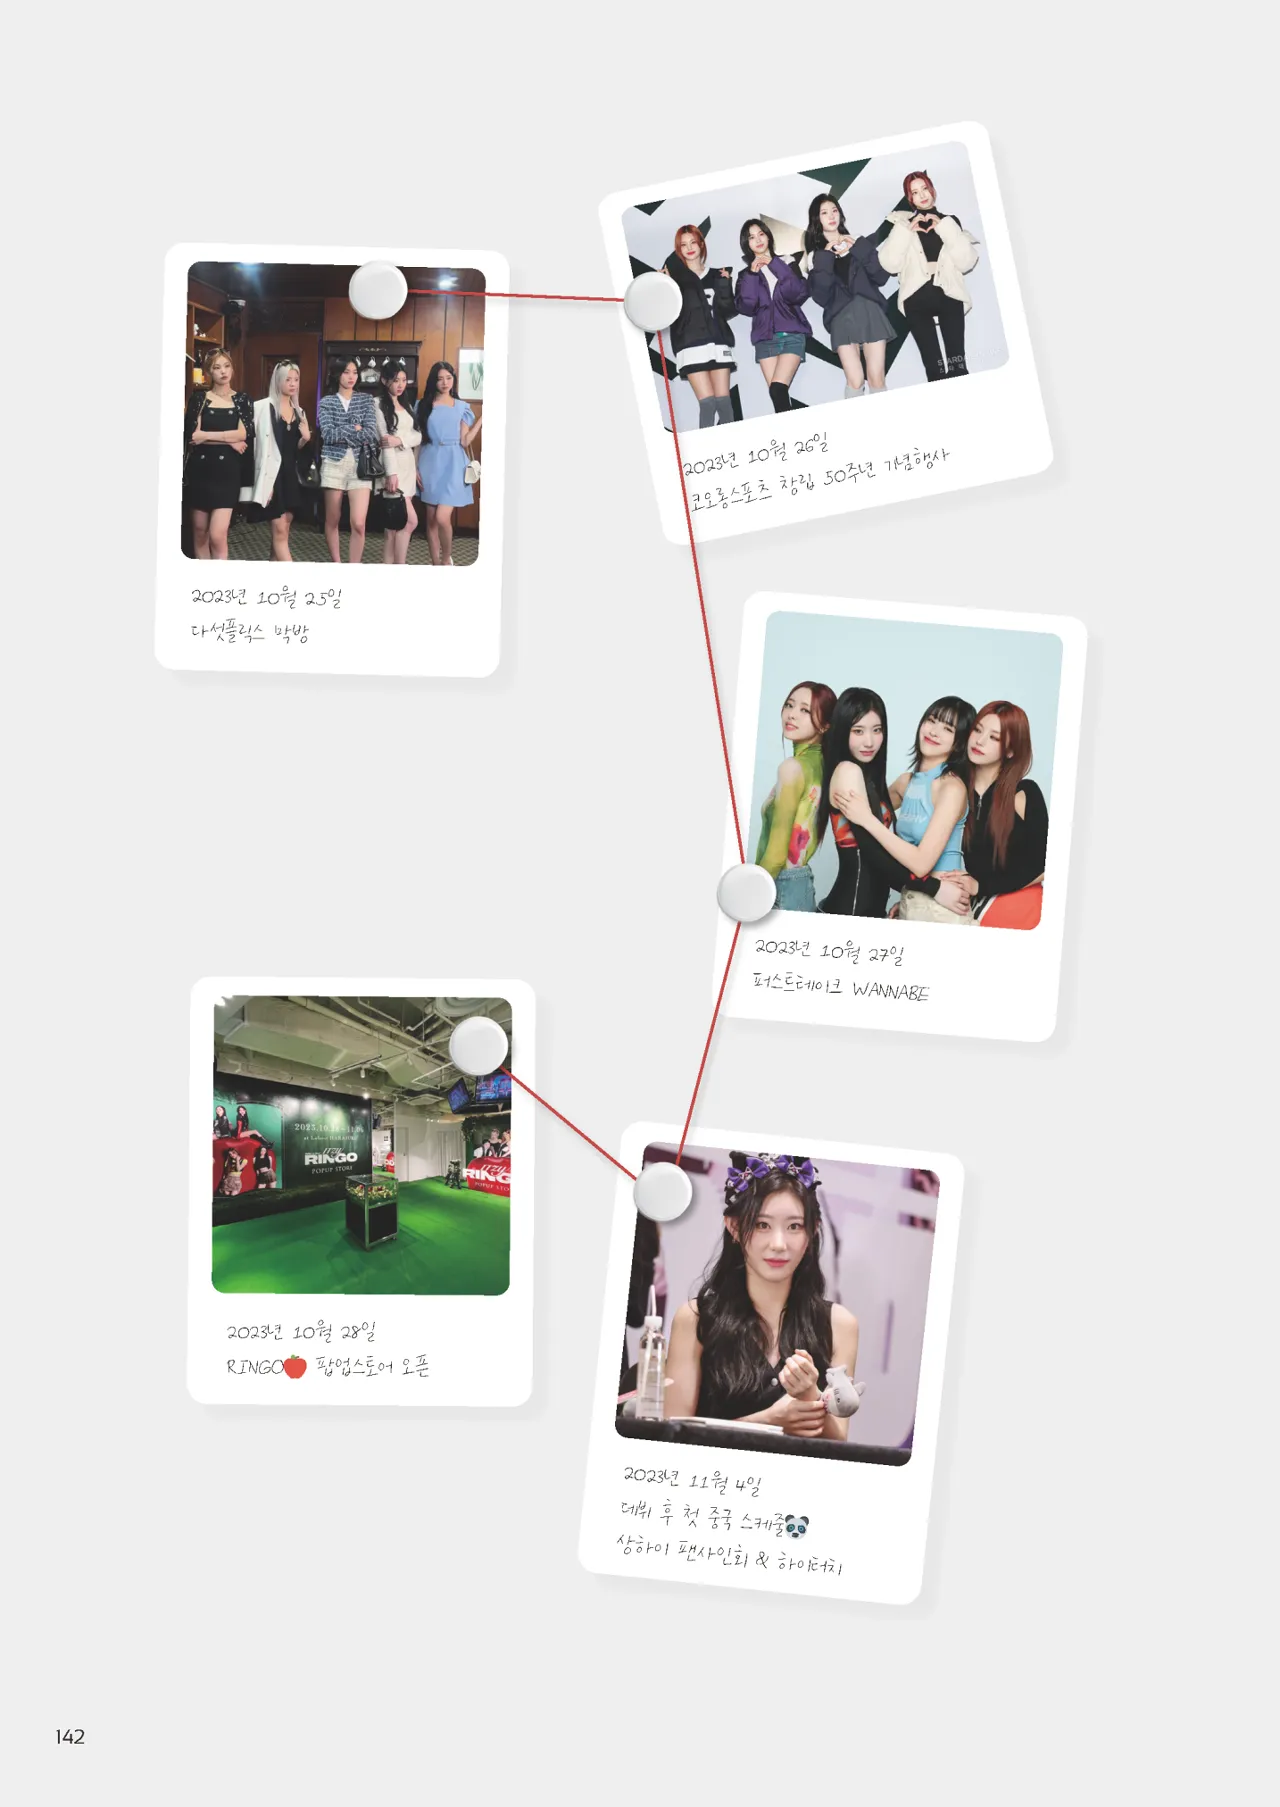 2023년 10월 25일
다섯플릭스 막방
2023년 10월 26일
코오롱스포츠 창립 50주년 기념행사
2023년 10월 27일
퍼스트테이크 WANNABE
2023.10.28
ITZY
RINGO
POPUP STORE
ITZY
RINGO
2023년 10월 28일
RINGO🍎 팝업스토어 오픈
2023년 11월 4일
데뷔 후 첫 중국 스케줄🐼
상하이 팬사인회 & 하이터치
142